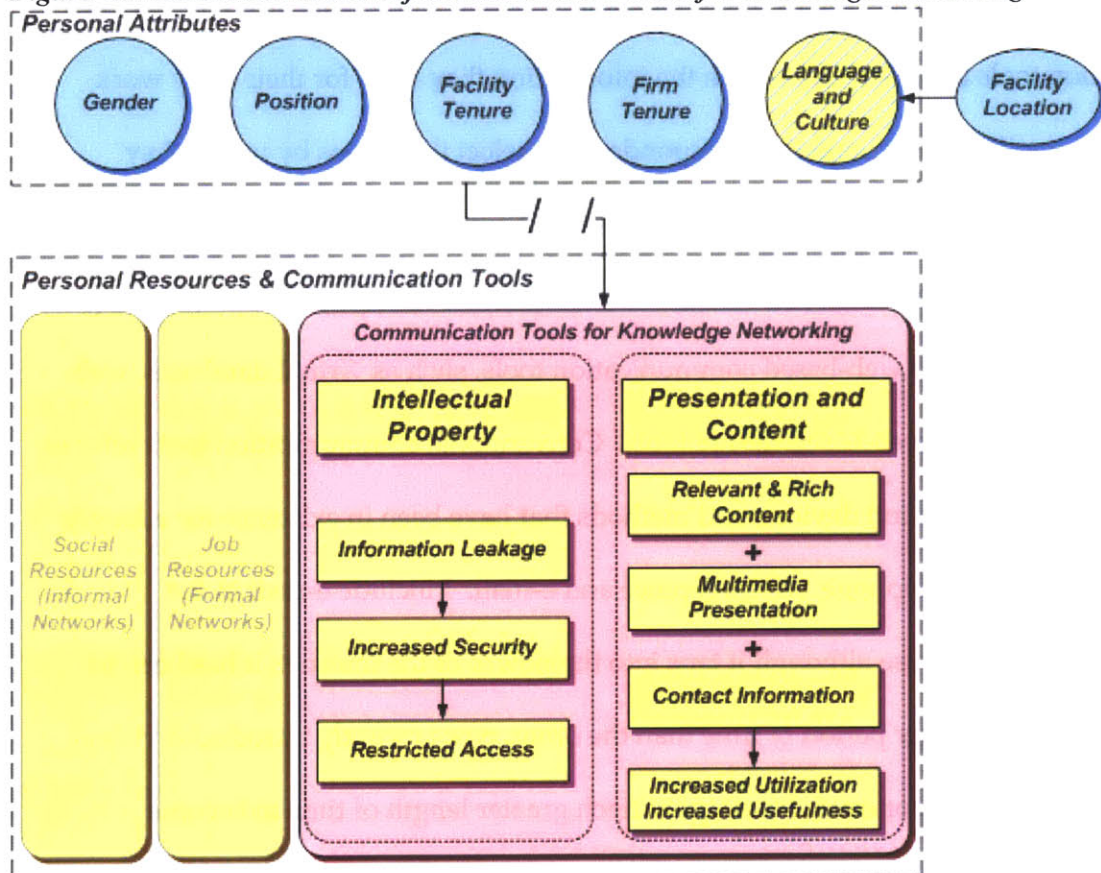 Personal Attributes
Gender
Position
Facility
Tenure
Firm
Tenure
Language
and
Culture
Facility
Location
Personal Resources & Communication Tools
Social
Resources
(Informal
Networks)
Job
Resources
(Formal
Networks)
Communication Tools for Knowledge Networking
Intellectual
Property
Information Leakage
Increased Security
Restricted Access
Presentation and
Content
Relevant & Rich
Content
+
Multimedia
Presentation
+
Contact Information
Increased Utilization
Increased Usefulness